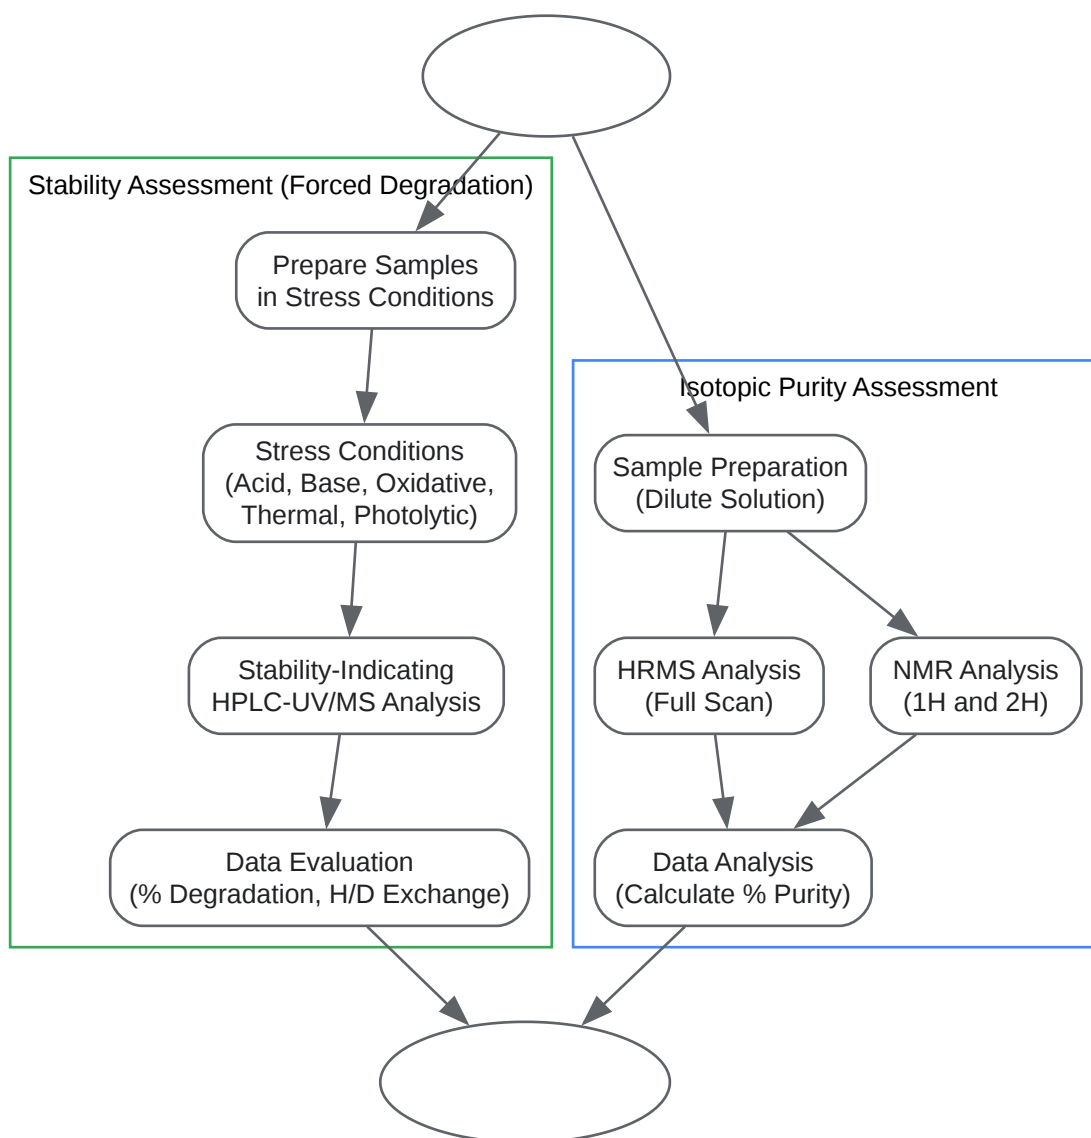 Stability Assessment (Forced Degradation)
Prepare Samples
in Stress Conditions
Stress Conditions
(Acid, Base, Oxidative,
Thermal, Photolytic)
Stability-Indicating
HPLC-UV/MS Analysis
Data Evaluation
(% Degradation, H/D Exchange)
Isotopic Purity Assessment
Sample Preparation
(Dilute Solution)
HRMS Analysis
(Full Scan)
NMR Analysis
(1H and 2H)
Data Analysis
(Calculate % Purity)